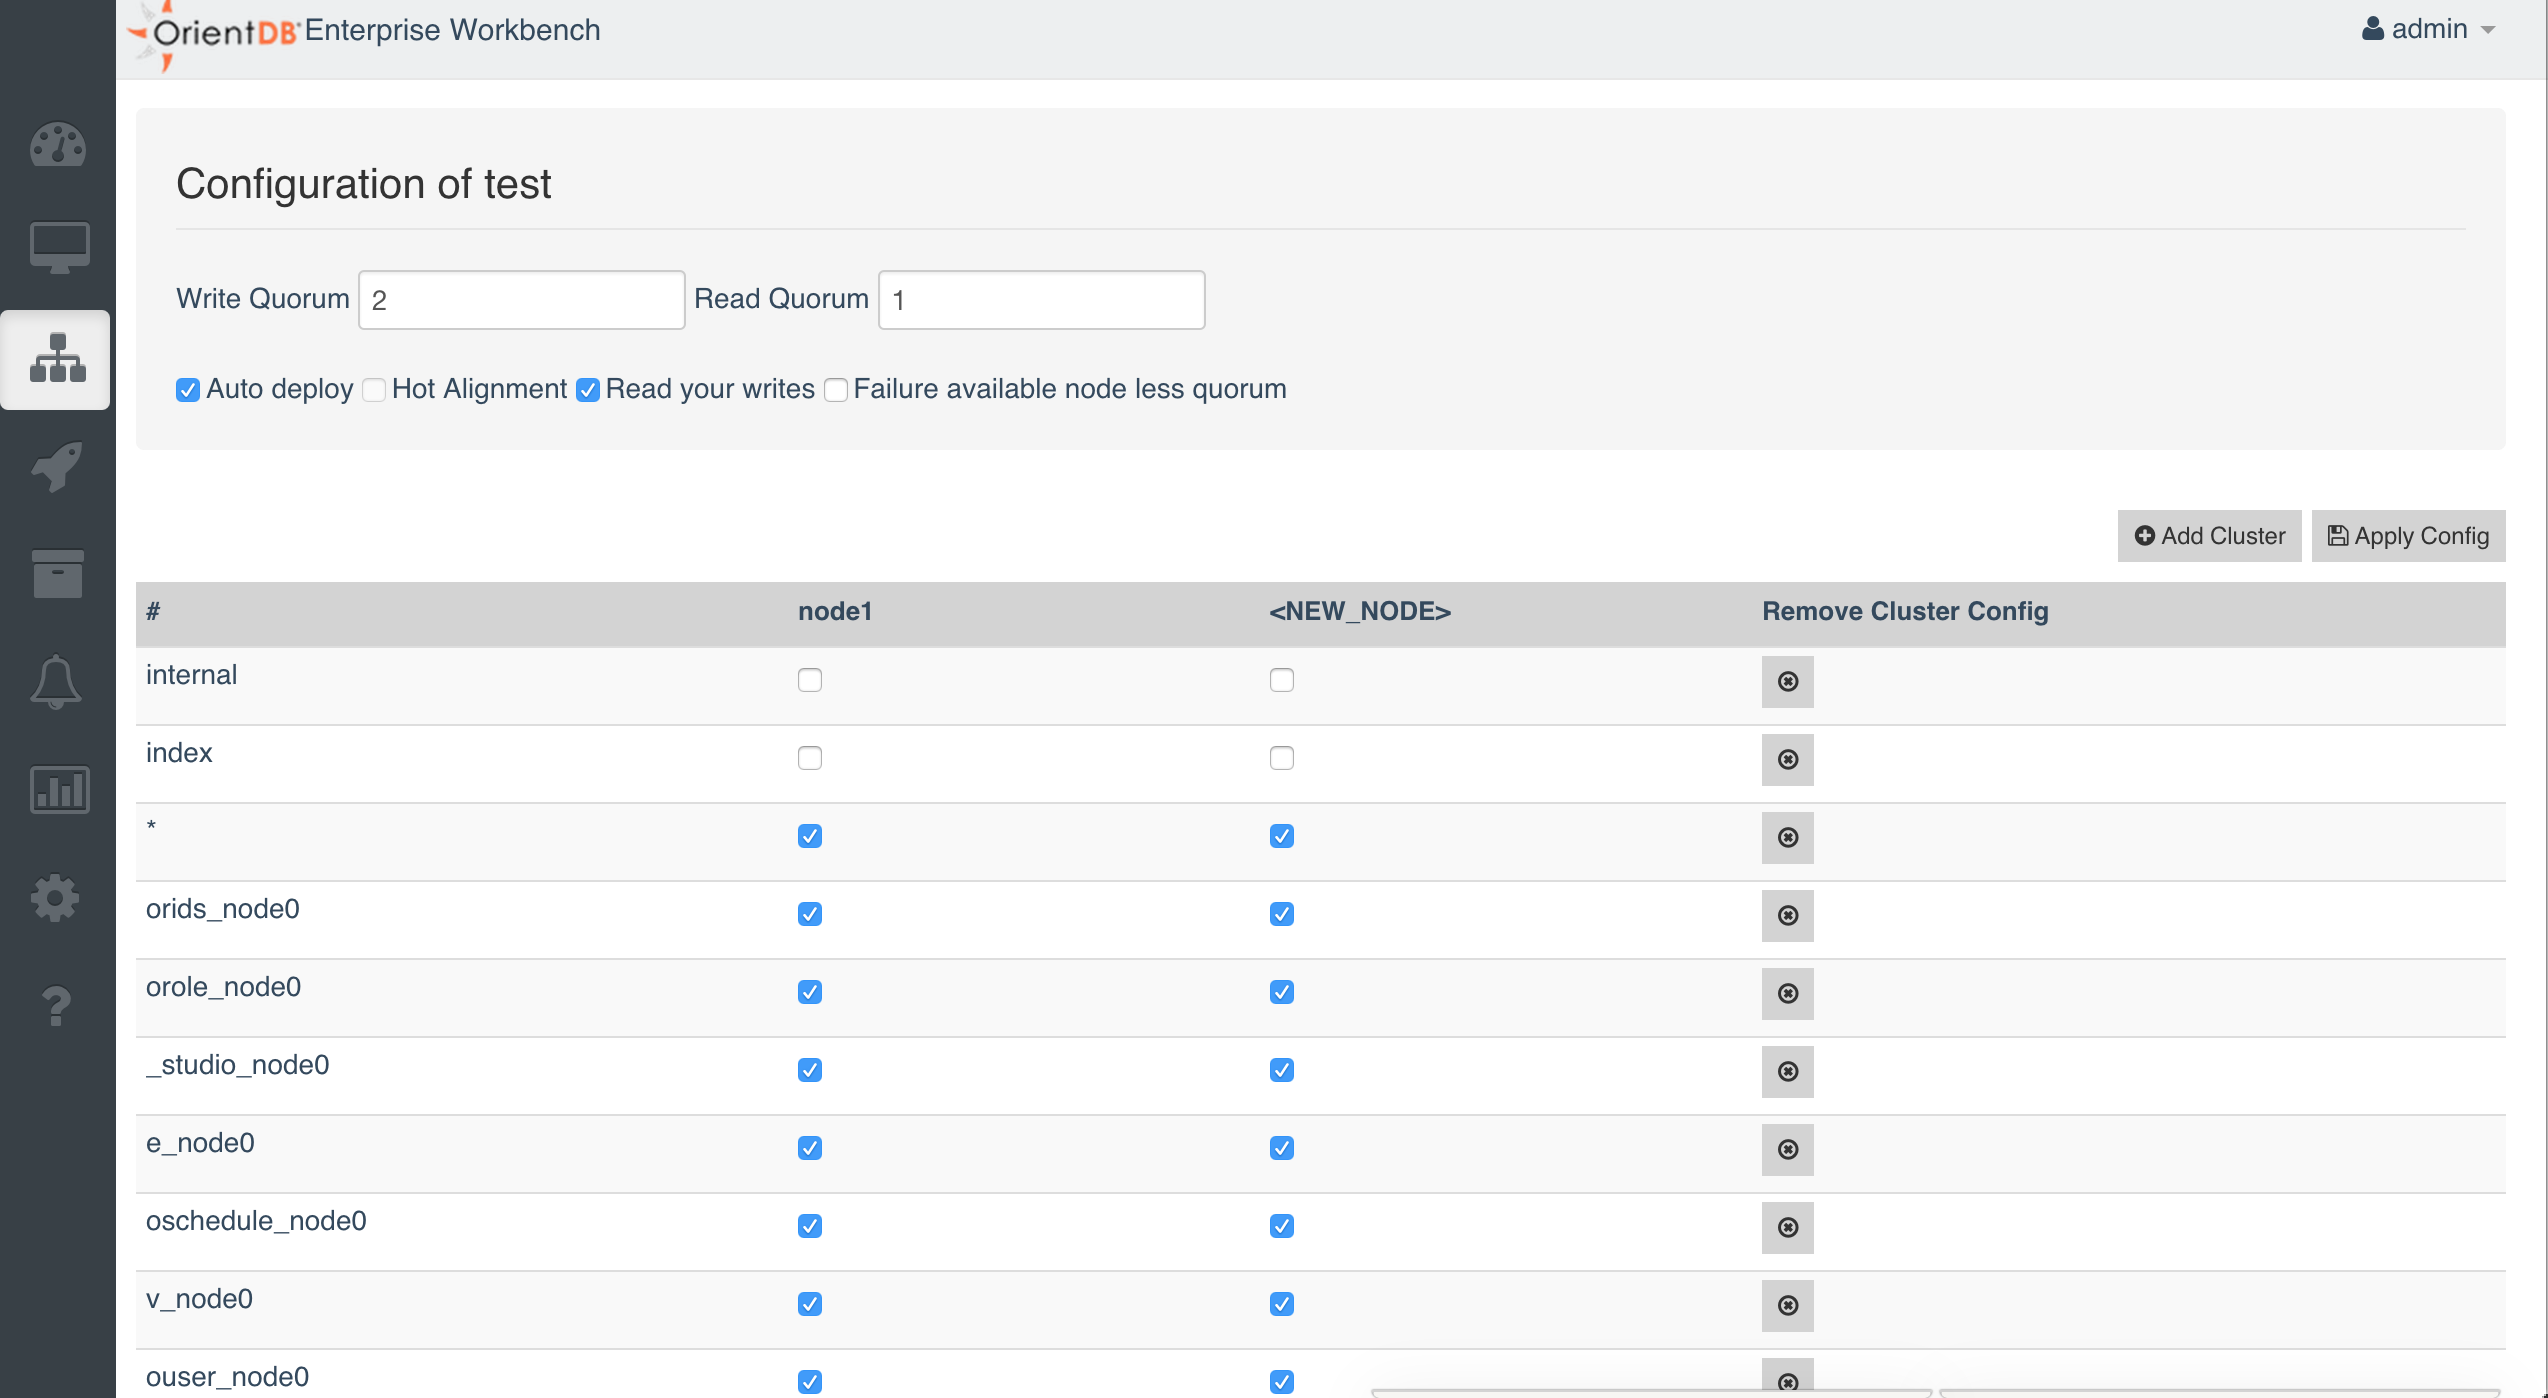 OrientDB Enterprise Workbench admin
Configuration of test
Write Quorum 2 Read Quorum 1
Auto deploy Hot Alignment Read your writes Failure available node less quorum
Add Cluster Apply Config
# node1 <NEW_NODE> Remove Cluster Config
internal
index
*
orids_node0
orole_node0
_studio_node0
e_node0
oschedule_node0
v_node0
ouser_node0